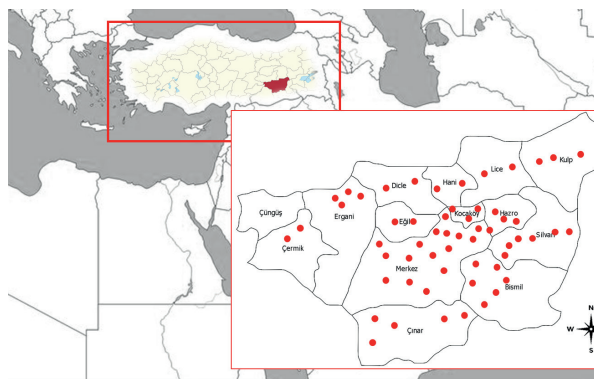 Kulp
Lice
Hani
Dicle
Çüngüş
Ergani
Eğil
Kocaköy
Hazro
Çermik
Silvan
Merkez
Bismil
Çınar
N
W
S